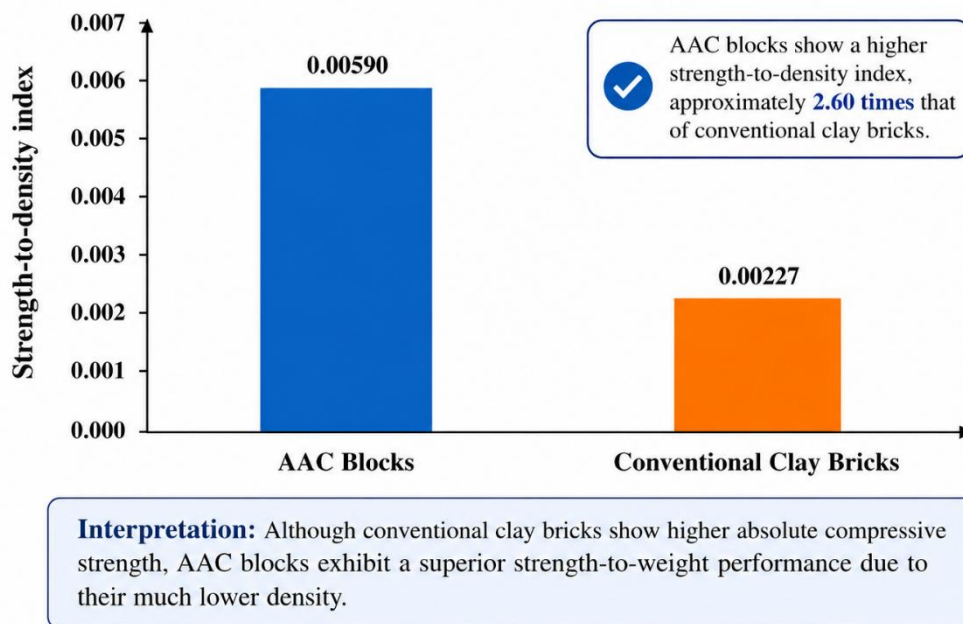 Strength-to-density index
0.007
0.006
0.005
0.004
0.003
0.002
0.001
0.000
0.00590
0.00227
AAC blocks show a higher
strength-to-density index,
approximately 2.60 times that
of conventional clay bricks.
AAC Blocks
Conventional Clay Bricks
Interpretation: Although conventional clay bricks show higher absolute compressive
strength, AAC blocks exhibit a superior strength-to-weight performance due to
their much lower density.